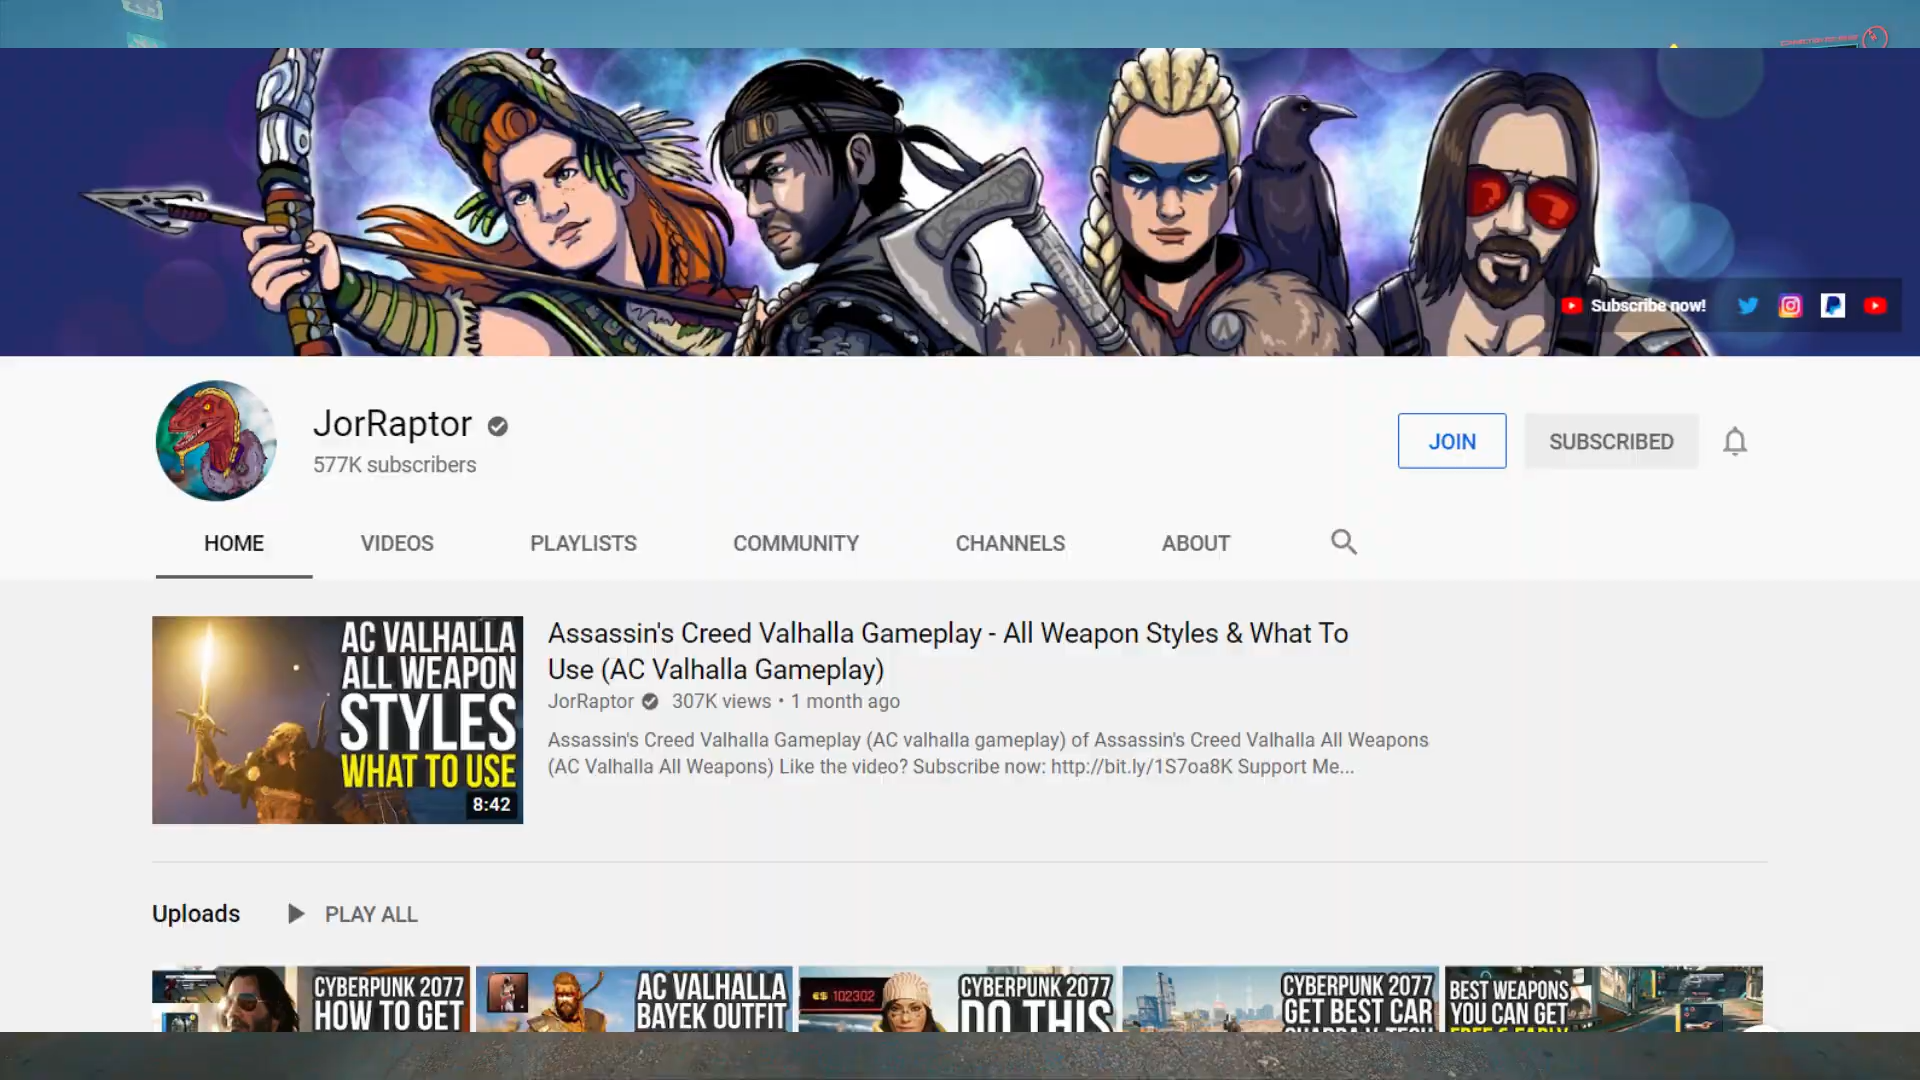 Subscribe now!
JorRaptor
577K subscribers
JOIN
SUBSCRIBED
HOME
VIDEOS
PLAYLISTS
COMMUNITY
CHANNELS
ABOUT
AC VALHALLA
ALL WEAPON
STYLES
WHAT TO USE
8:42
Assassin's Creed Valhalla Gameplay - All Weapon Styles & What To
Use (AC Valhalla Gameplay)
JorRaptor 307K views • 1 month ago
Assassin's Creed Valhalla Gameplay (AC valhalla gameplay) of Assassin's Creed Valhalla All Weapons
(AC Valhalla All Weapons) Like the video? Subscribe now: http://bit.ly/1S7oa8K Support Me...
Uploads
PLAY ALL
CYBERPUNK 2077
HOW TO GET
AC VALHALLA
BAYEK OUTFIT
€$ 102302
CYBERPUNK 2077
DO THIS
CYBERPUNK 2077
GET BEST CAR
BEST WEAPONS
YOU CAN GET